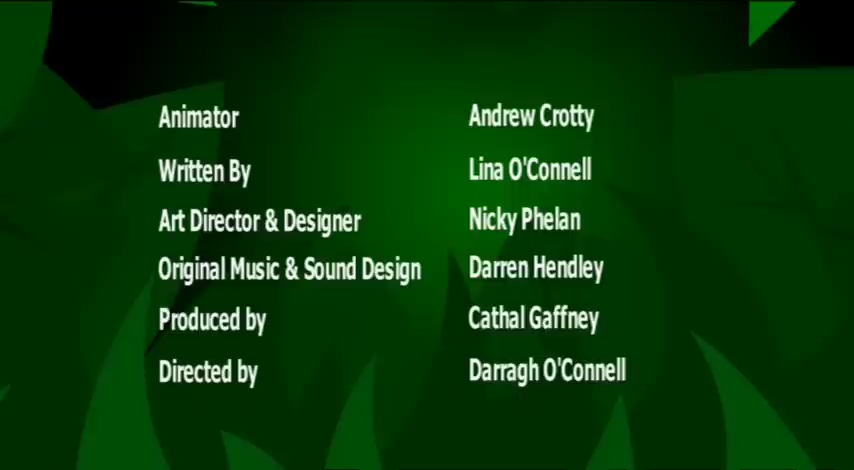 Animator Andrew Crotty
Written By Lina O'Connell
Art Director & Designer Nicky Phelan
Original Music & Sound Design Darren Hendley
Produced by Cathal Gaffney
Directed by Darragh O'Connell